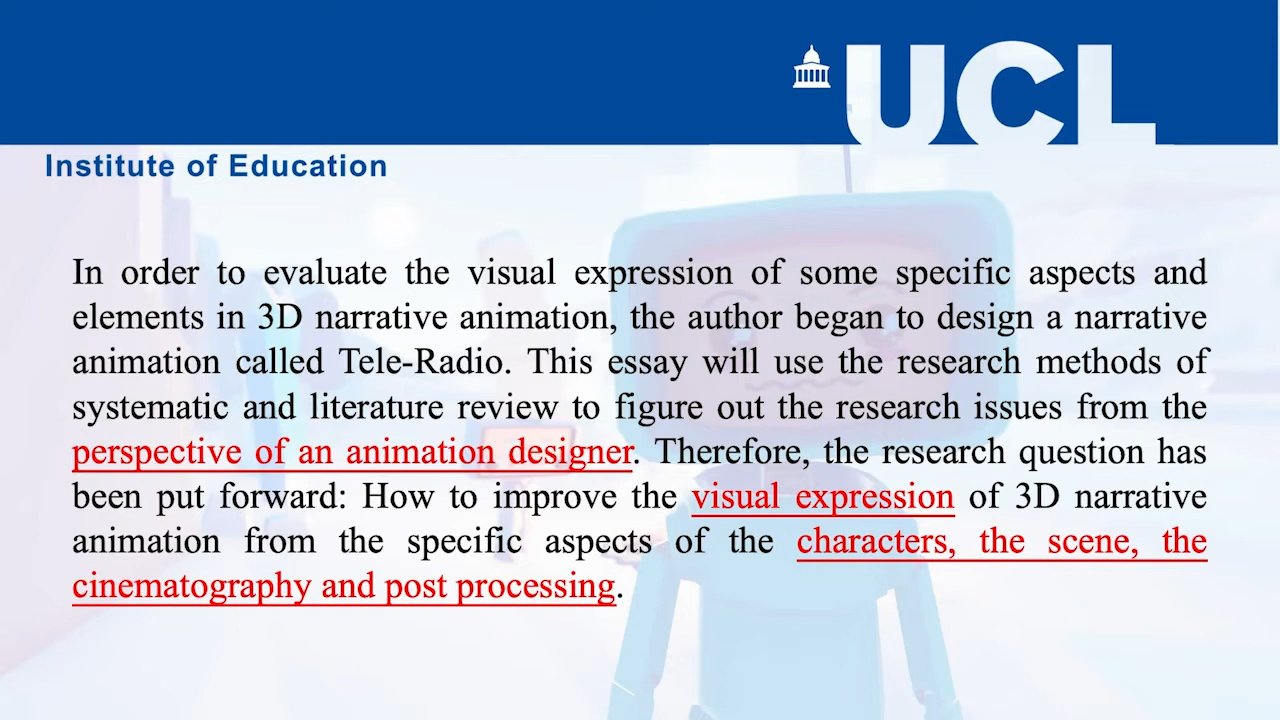 UCL
Institute of Education
In order to evaluate the visual expression of some specific aspects and
elements in 3D narrative animation, the author began to design a narrative
animation called Tele-Radio. This essay will use the research methods of
systematic and literature review to figure out the research issues from the
perspective of an animation designer. Therefore, the research question has
been put forward: How to improve the visual expression of 3D narrative
animation from the specific aspects of the characters, the scene, the
cinematography and post processing.